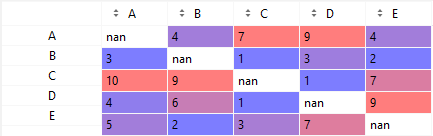 A B C D E
A nan 4 7 9 4
B 3 nan 1 3 2
C 10 9 nan 1 7
D 4 6 1 nan 9
E 5 2 3 7 nan